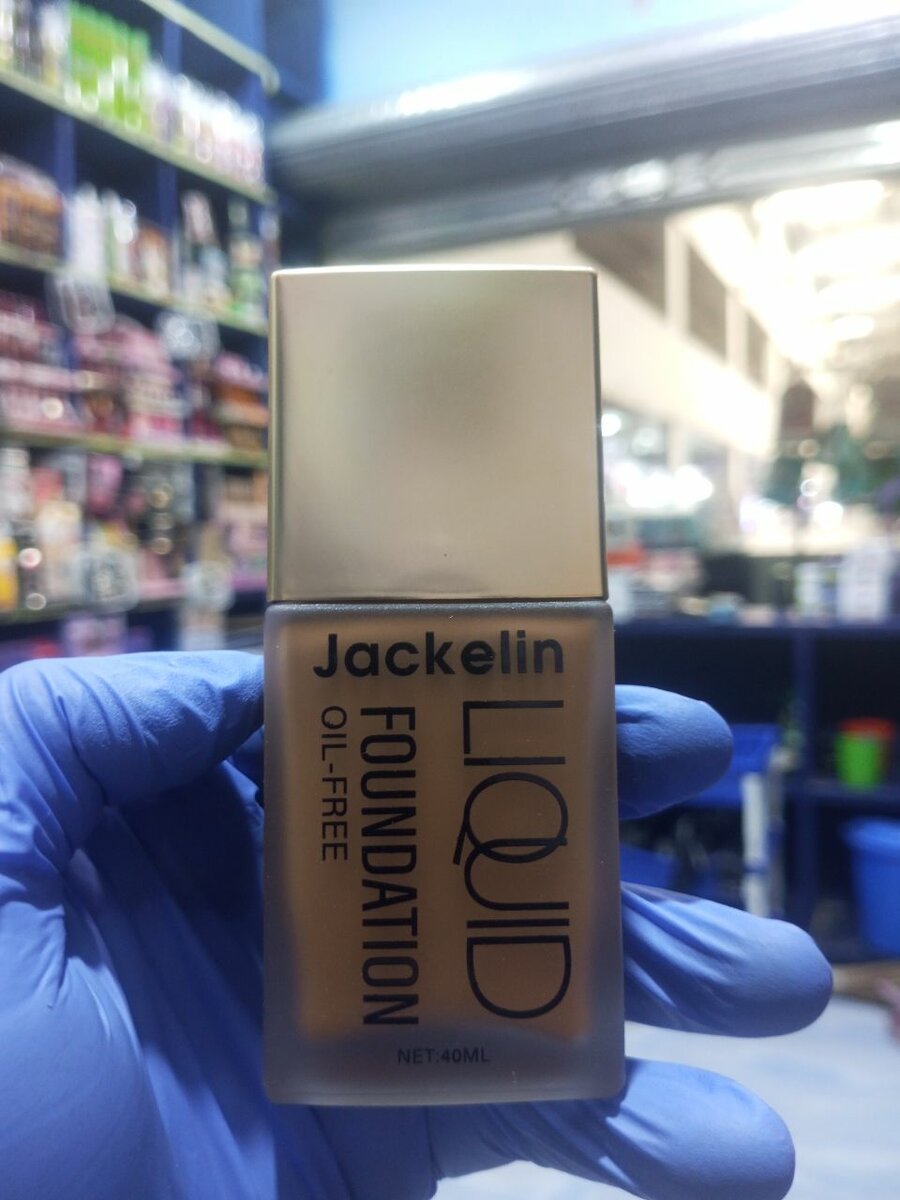 Jackelin
LIQUID
FOUNDATION
OIL-FREE
NET:40ML